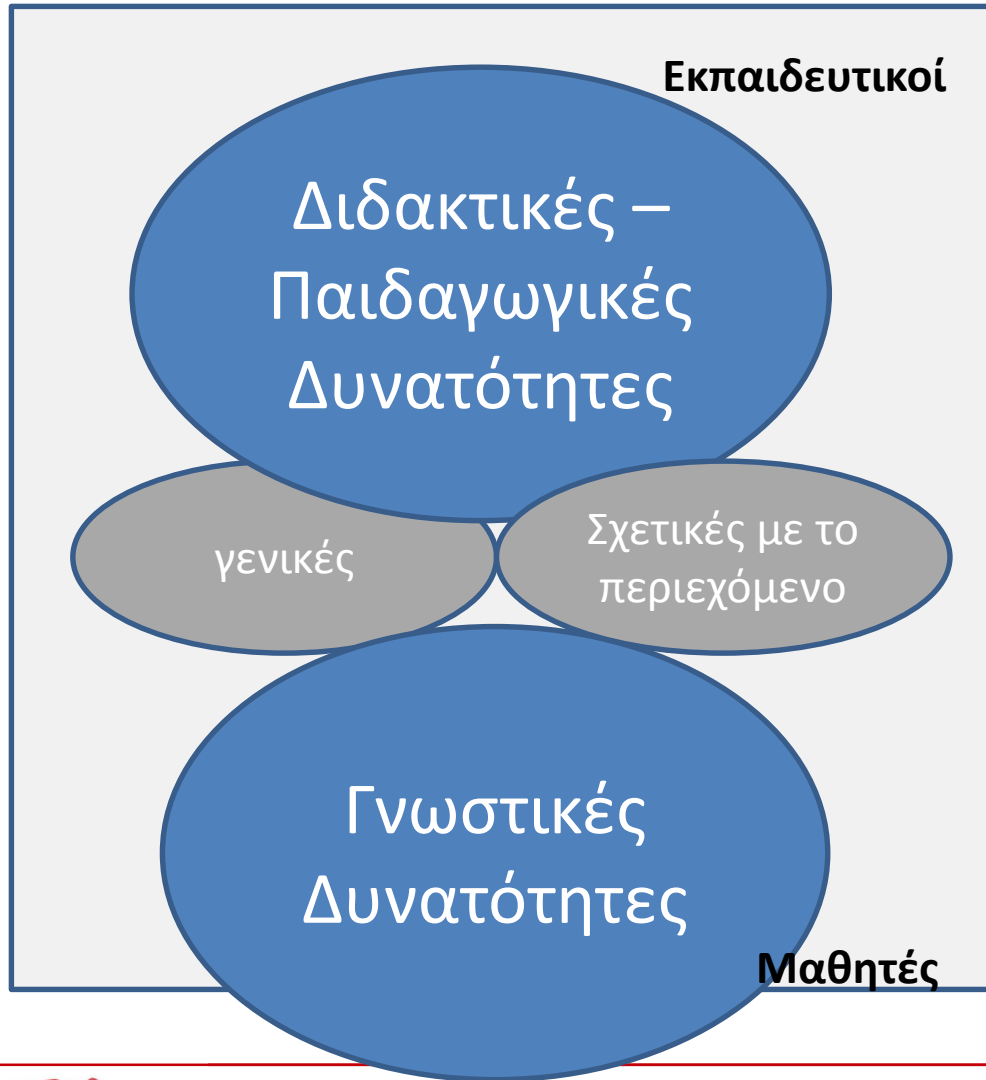 Εκπαιδευτικοί
Διδακτικές –
Παιδαγωγικές
Δυνατότητες
γενικές
Σχετικές με το
περιεχόμενο
Γνωστικές
Δυνατότητες
Μαθητές